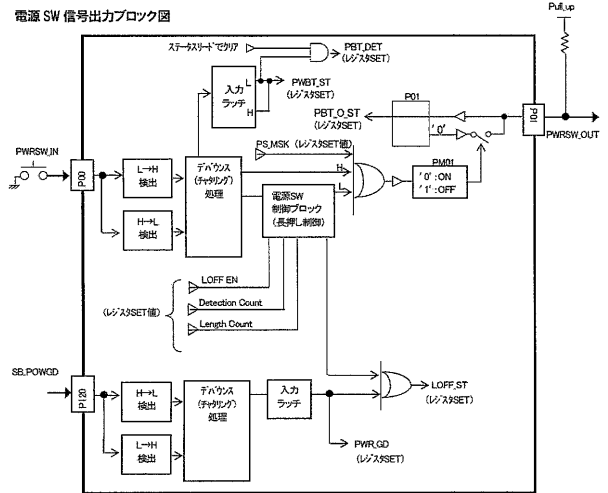 電源 SW 信号出力ブロック図
Pull_up
ステータスリードでクリア
PBT_DET
(レジスタSET)
入力
ラッチ
L
H
PWBT_ST
(レジスタSET)
PBT_O_ST
(レジスタSET)
P01
'0'
P01
PWRSW_OUT
PWRSW_IN
P00
L→H
検出
H→L
検出
デバウンス
(チャタリング)
処理
PS_MSK (レジスタSET値)
H
L
電源SW
制御ブロック
(長押し制御)
PM01
'0':ON
'1':OFF
(レジスタSET値)
LOFF EN
Detection Count
Length Count
SB_POWGD
P120
H→L
検出
L→H
検出
デバウンス
(チャタリング)
処理
入力
ラッチ
LOFF_ST
(レジスタSET)
PWR_GD
(レジスタSET)